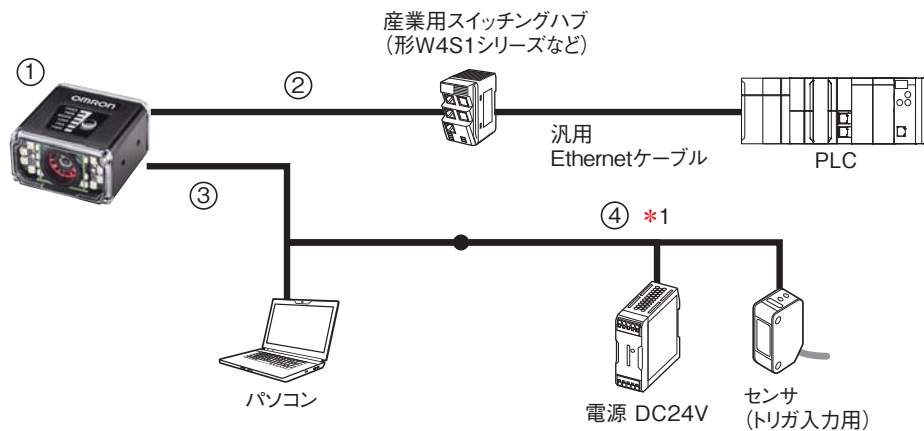 産業用スイッチングハブ
(形W4S1シリーズなど)
①
OMRON
②
汎用
Ethernetケーブル
PLC
③
④ *1
パソコン
電源 DC24V
センサ
(トリガ入力用)